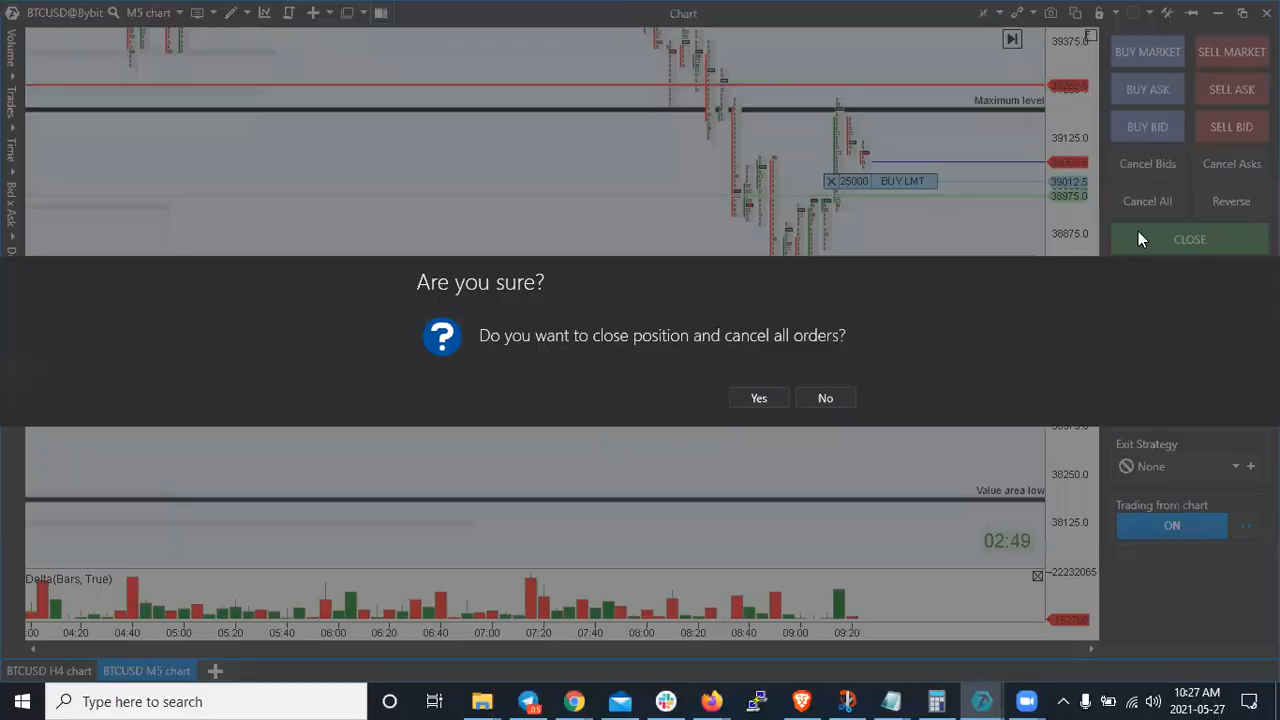 BTCUSD@Bybit M5 chart Chart
Volume
Trades
Time
Bid x Ask
39375.0
BUY MARKET SELL MARKET
Maximum level
BUY ASK SELL ASK
39125.0
BUY BID SELL BID
Cancel Bids Cancel Asks
25000 BUY LMT
39012.5
38975.0
Cancel All Reverse
38875.0
CLOSE
Are you sure?
Do you want to close position and cancel all orders?
Yes No
Exit Strategy
None
38250.0
Value area low
Trading from chart
ON
38125.0
02:49
Delta(Bars, True)
22232065
:00 04:20 04:40 05:00 05:20 05:40 06:00 06:20 06:40 07:00 07:20 07:40 08:00 08:20 08:40 09:00 09:20
BTCUSD H4 chart BTCUSD M5 chart
Type here to search
05
10:27 AM
2021-05-27